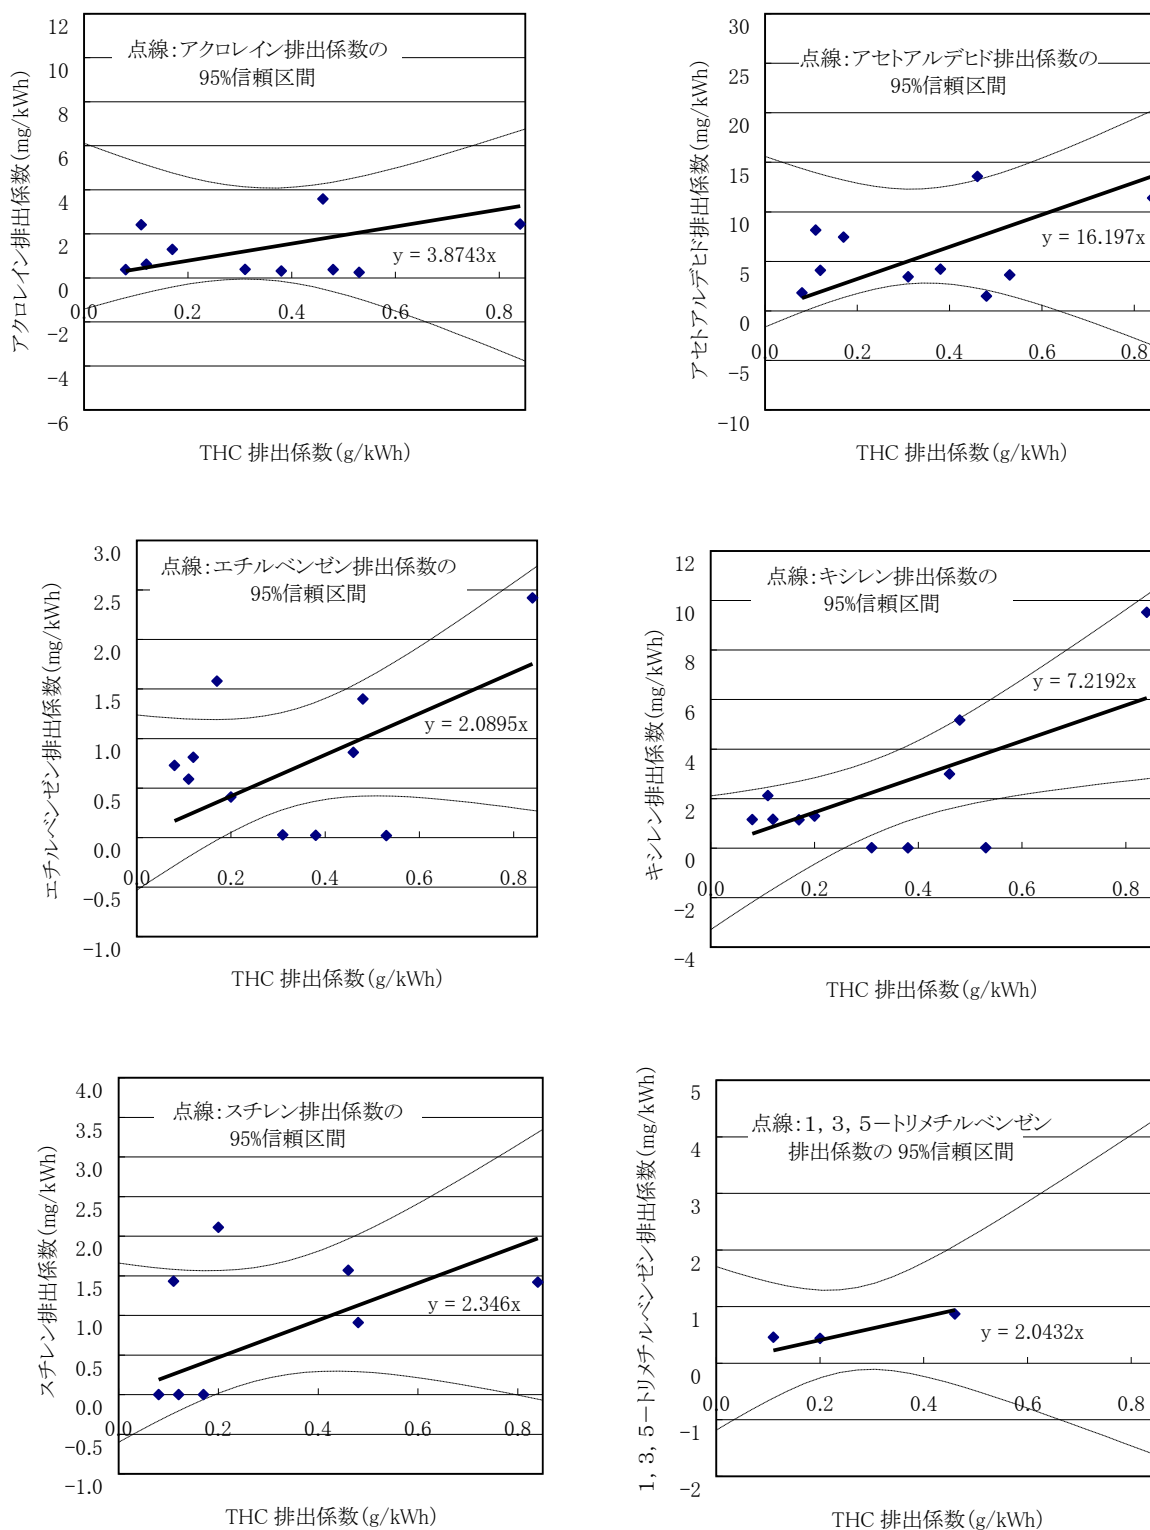 12
10
8
6
4
2
0
−2
−4
−6
点線：アクロレイン排出係数の
95%信頼区間
アクロレイン排出係数(mg/kWh)
y = 3.8743x
0.0
0.2
0.4
0.6
0.8
THC 排出係数(g/kWh)
30
25
20
15
10
5
0
−5
−10
点線：アセトアルデヒド排出係数の
95%信頼区間
アセトアルデヒド排出係数(mg/kWh)
y = 16.197x
0.0
0.2
0.4
0.6
0.8
THC 排出係数(g/kWh)
3.0
2.5
2.0
1.5
1.0
0.5
0.0
−0.5
−1.0
点線：エチルベンゼン排出係数の
95%信頼区間
エチルベンゼン排出係数(mg/kWh)
y = 2.0895x
0.0
0.2
0.4
0.6
0.8
THC 排出係数(g/kWh)
12
10
8
6
4
2
0
−2
−4
点線：キシレン排出係数の
95%信頼区間
キシレン排出係数(mg/kWh)
y = 7.2192x
0.0
0.2
0.4
0.6
0.8
THC 排出係数(g/kWh)
4.0
3.5
3.0
2.5
2.0
1.5
1.0
0.5
0.0
−0.5
−1.0
点線：スチレン排出係数の
95%信頼区間
スチレン排出係数(mg/kWh)
y = 2.346x
0.0
0.2
0.4
0.6
0.8
THC 排出係数(g/kWh)
5
4
3
2
1
0
−1
−2
点線：1，3，5−トリメチルベンゼン
排出係数の 95%信頼区間
1，3，5−トリメチルベンゼン排出係数(mg/kWh)
y = 2.0432x
0.0
0.2
0.4
0.6
0.8
THC 排出係数(g/kWh)